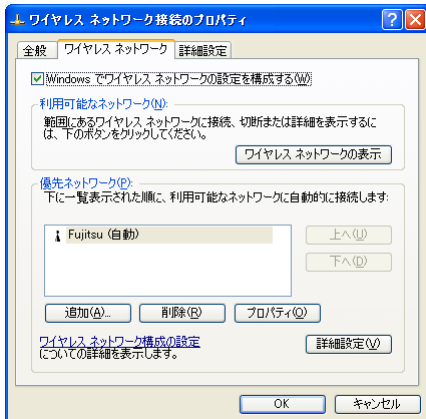 ワイヤレス ネットワーク接続のプロパティ
全般 ワイヤレス ネットワーク 詳細設定
Windows でワイヤレス ネットワークの設定を構成する(W)
利用可能なネットワーク(N):
範囲にあるワイヤレス ネットワークに接続、切断または詳細を表示するに
は、下のボタンをクリックしてください。
ワイヤレス ネットワークの表示
優先ネットワーク(P):
下に一覧表示された順に、利用可能なネットワークに自動的に接続します:
Fujitsu (自動)
上へ(U)
下へ(D)
追加(A)... 削除(R) プロパティ(O)
ワイヤレス ネットワーク構成の設定
についての詳細を表示します。
詳細設定(V)
OK キャンセル